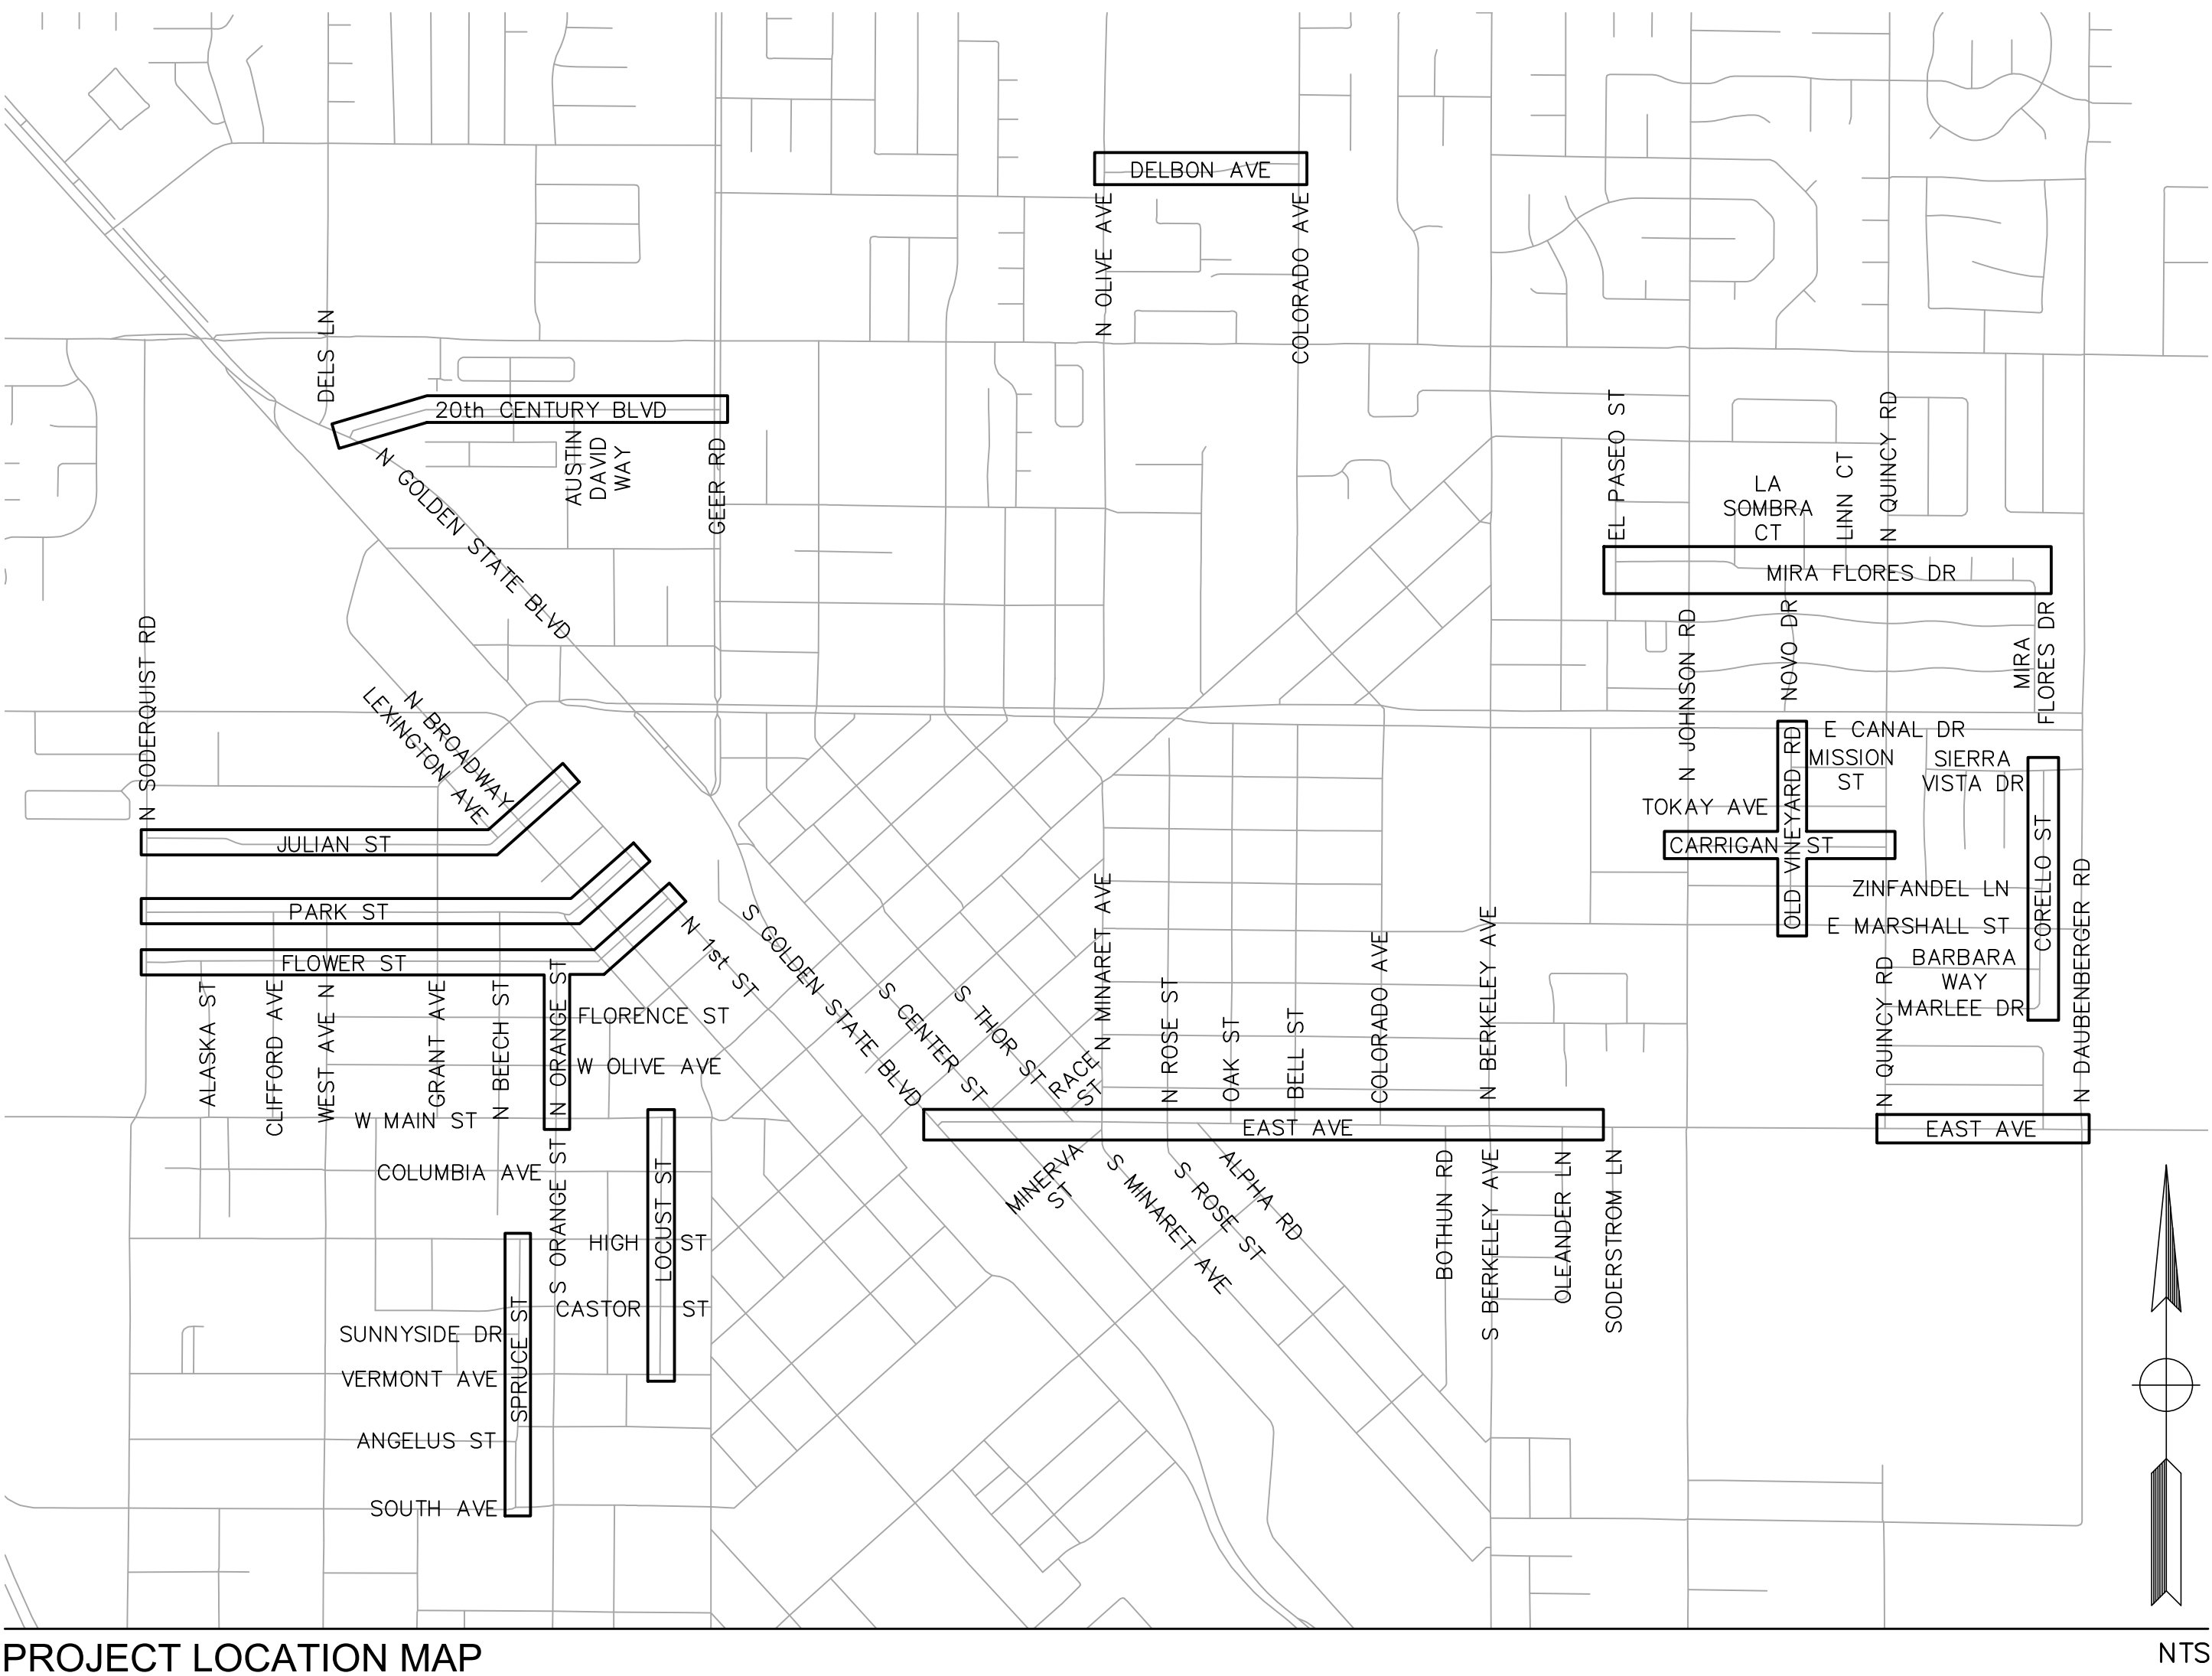 DELBON AVE
N OLIVE AVE
COLORADO AVE
DELS LN
20th CENTURY BLVD
AUSTIN
DAVID
WAY
GEER RD
N GOLDEN STATE BLVD
EL PASEO ST
LA
SOMBRA
CT
LINN CT
N QUINCY RD
MIRA FLORES DR
N SODERQUIST RD
N JOHNSON RD
NOVO DR
MIRA
FLORES DR
N BROADWAY
LEXINGTON
AVE
E CANAL DR
OLD VINEYARD RD
MISSION
ST
SIERRA
VISTA DR
TOKAY AVE
CARRIGAN ST
CORELLO ST
JULIAN ST
PARK ST
FLOWER ST
ZINFANDEL LN
E MARSHALL ST
BARBARA
WAY
MARLEE DR
N QUINCY RD
N DAUBENBERGER RD
N 1st ST
S GOLDEN STATE BLVD
S CENTER ST
S THOR ST
RACE
ST
N MINARET AVE
N ROSE ST
OAK ST
BELL ST
COLORADO AVE
N BERKELEY AVE
ALASKA ST
CLIFFORD AVE
WEST AVE N
GRANT AVE
N BEECH ST
N ORANGE ST
FLORENCE ST
W OLIVE AVE
W MAIN ST
EAST AVE
EAST AVE
COLUMBIA AVE
S ORANGE ST
LOCUST ST
HIGH ST
CASTOR ST
MINERVA
ST
S MINARET AVE
S ROSE ST
ALPHA RD
BOTHUN RD
S BERKELEY AVE
OLEANDER LN
SODERSTROM LN
SPRUCE ST
SUNNYSIDE DR
VERMONT AVE
ANGELUS ST
SOUTH AVE
PROJECT LOCATION MAP
NTS